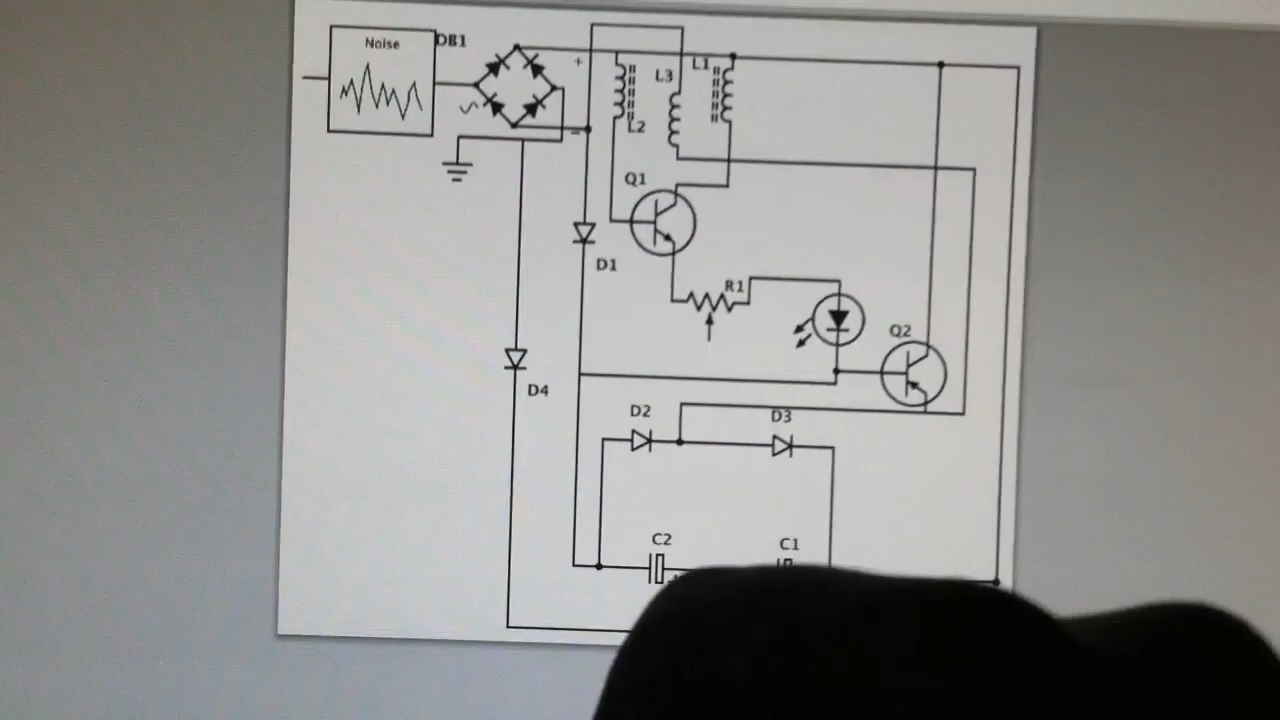 Noise
DB1
+
L3
L1
L2
-
Q1
D1
R1
Q2
D4
D2
D3
C2
C1
+